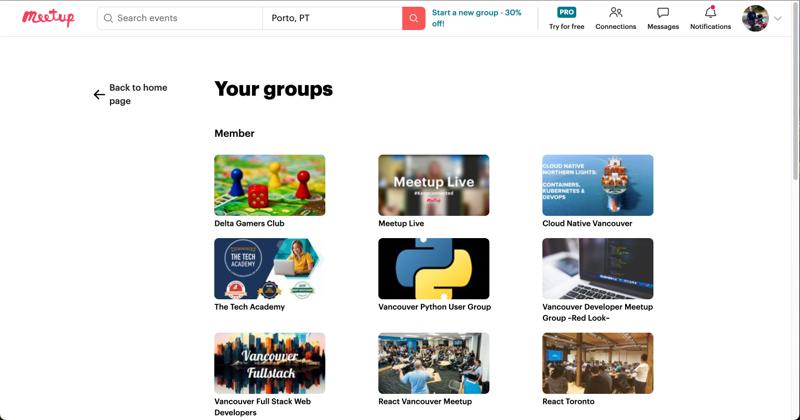 meetup
Search events
Porto, PT
Start a new group - 30%
off!
PRO
Try for free
Connections
Messages
Notifications
Back to home
page
Your groups
Member
Meetup Live
#Keepconnected
meetup
CLOUD NATIVE
NORTHERN LIGHTS:
CONTAINERS,
KUBERNETES &
DEVOPS
Delta Gamers Club
Meetup Live
Cloud Native Vancouver
THE TECH
ACADEMY
The Tech Academy
Vancouver Python User Group
Vancouver Developer Meetup
Group ~Red Look~
Vancouver
Fullstack
Vancouver Full Stack Web
Developers
React Vancouver Meetup
React Toronto